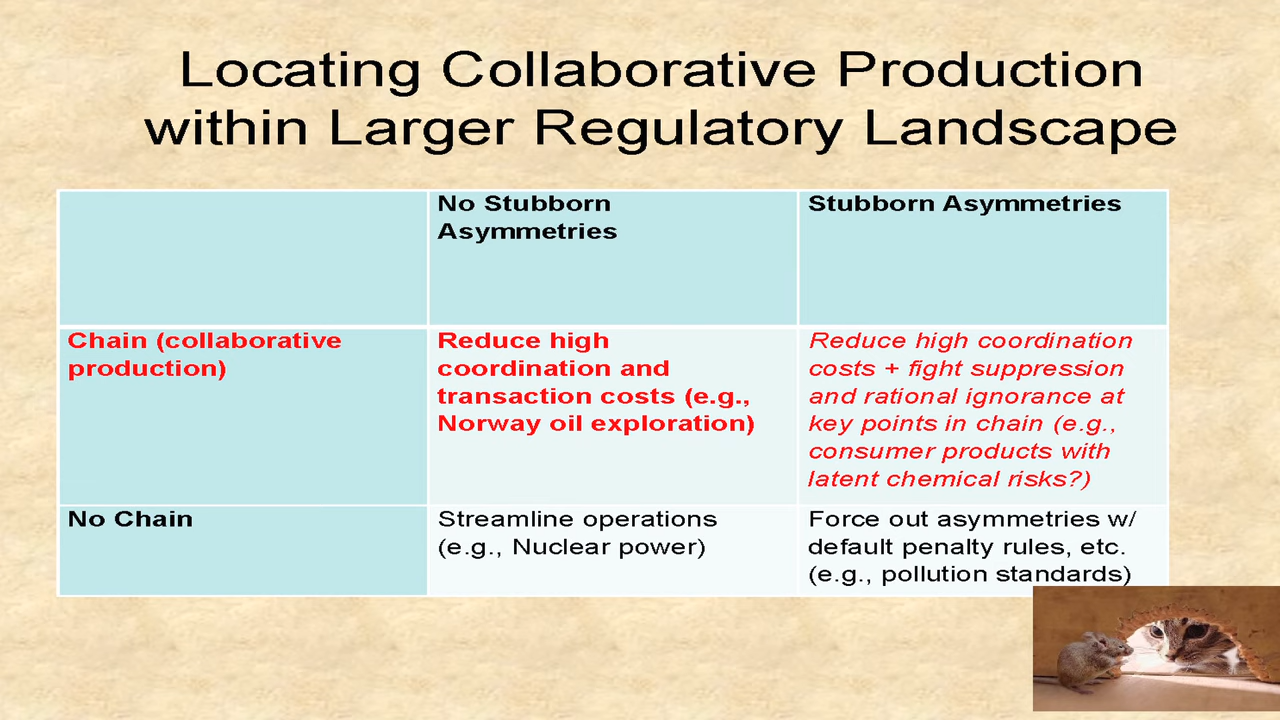 Locating Collaborative Production
within Larger Regulatory Landscape
No Stubborn
Asymmetries
Stubborn Asymmetries
Chain (collaborative
production)
Reduce high
coordination and
transaction costs (e.g.,
Norway oil exploration)
Reduce high coordination
costs + fight suppression
and rational ignorance at
key points in chain (e.g.,
consumer products with
latent chemical risks?)
No Chain
Streamline operations
(e.g., Nuclear power)
Force out asymmetries w/
default penalty rules, etc.
(e.g., pollution standards)